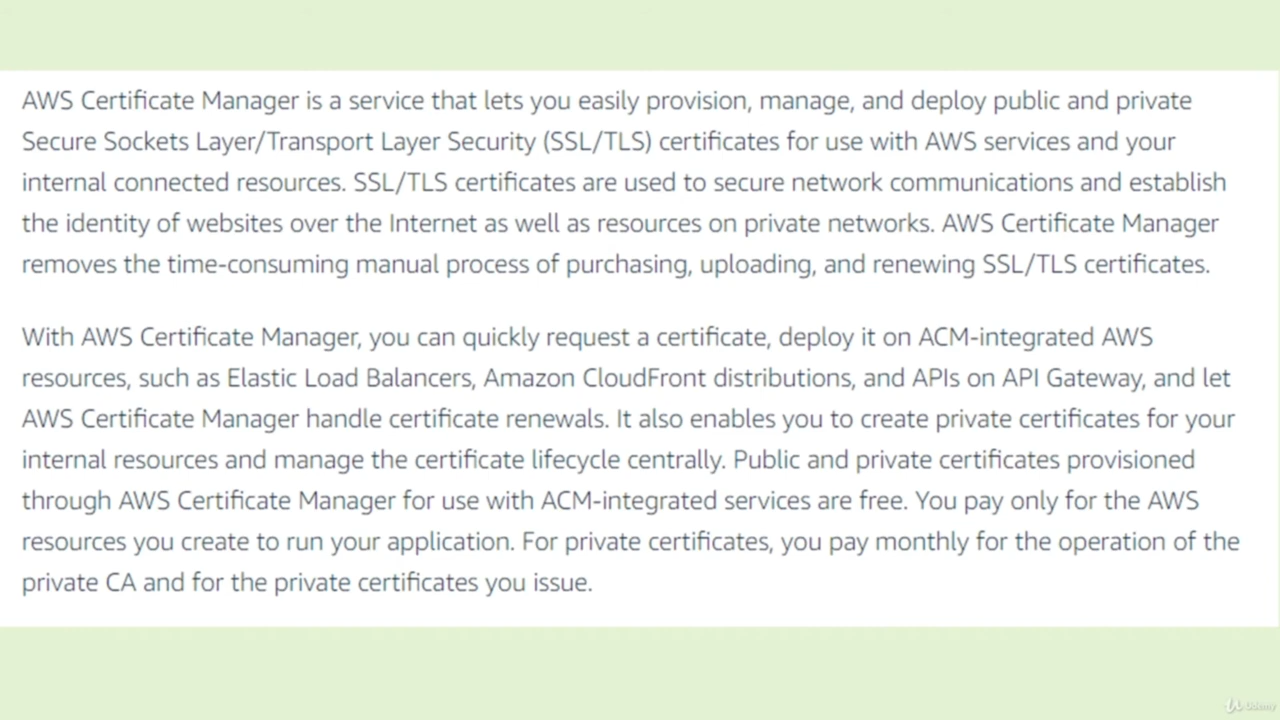 AWS Certificate Manager is a service that lets you easily provision, manage, and deploy public and private
Secure Sockets Layer/Transport Layer Security (SSL/TLS) certificates for use with AWS services and your
internal connected resources. SSL/TLS certificates are used to secure network communications and establish
the identity of websites over the Internet as well as resources on private networks. AWS Certificate Manager
removes the time-consuming manual process of purchasing, uploading, and renewing SSL/TLS certificates.
With AWS Certificate Manager, you can quickly request a certificate, deploy it on ACM-integrated AWS
resources, such as Elastic Load Balancers, Amazon CloudFront distributions, and APIs on API Gateway, and let
AWS Certificate Manager handle certificate renewals. It also enables you to create private certificates for your
internal resources and manage the certificate lifecycle centrally. Public and private certificates provisioned
through AWS Certificate Manager for use with ACM-integrated services are free. You pay only for the AWS
resources you create to run your application. For private certificates, you pay monthly for the operation of the
private CA and for the private certificates you issue.
Udemy